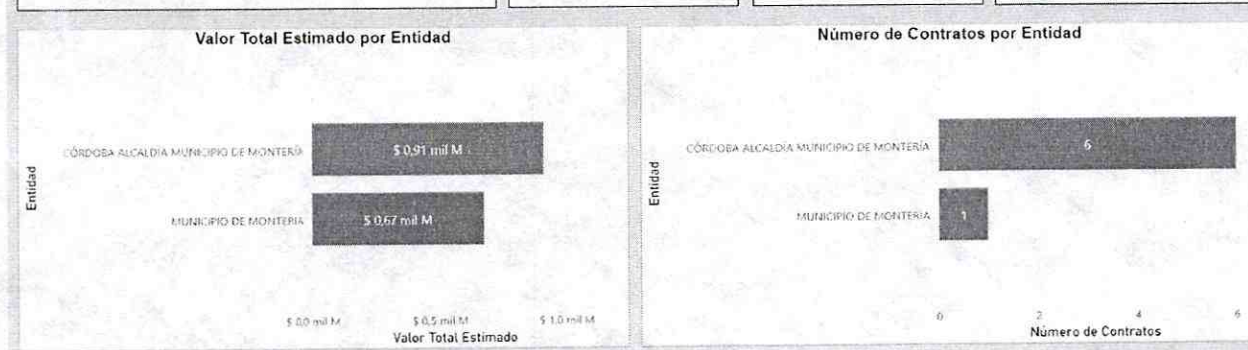 Valor Total Estimado por Entidad
Entidad
CÓRDOBA ALCALDÍA MUNICIPIO DE MONTERÍA
$ 0,91 mil M
MUNICIPIO DE MONTERÍA
$ 0,67 mil M
$ 0,0 mil M
$ 0,5 mil M
$ 1,0 mil M
Valor Total Estimado
Número de Contratos por Entidad
Entidad
CÓRDOBA ALCALDÍA MUNICIPIO DE MONTERÍA
6
MUNICIPIO DE MONTERÍA
1
0
2
4
6
Número de Contratos